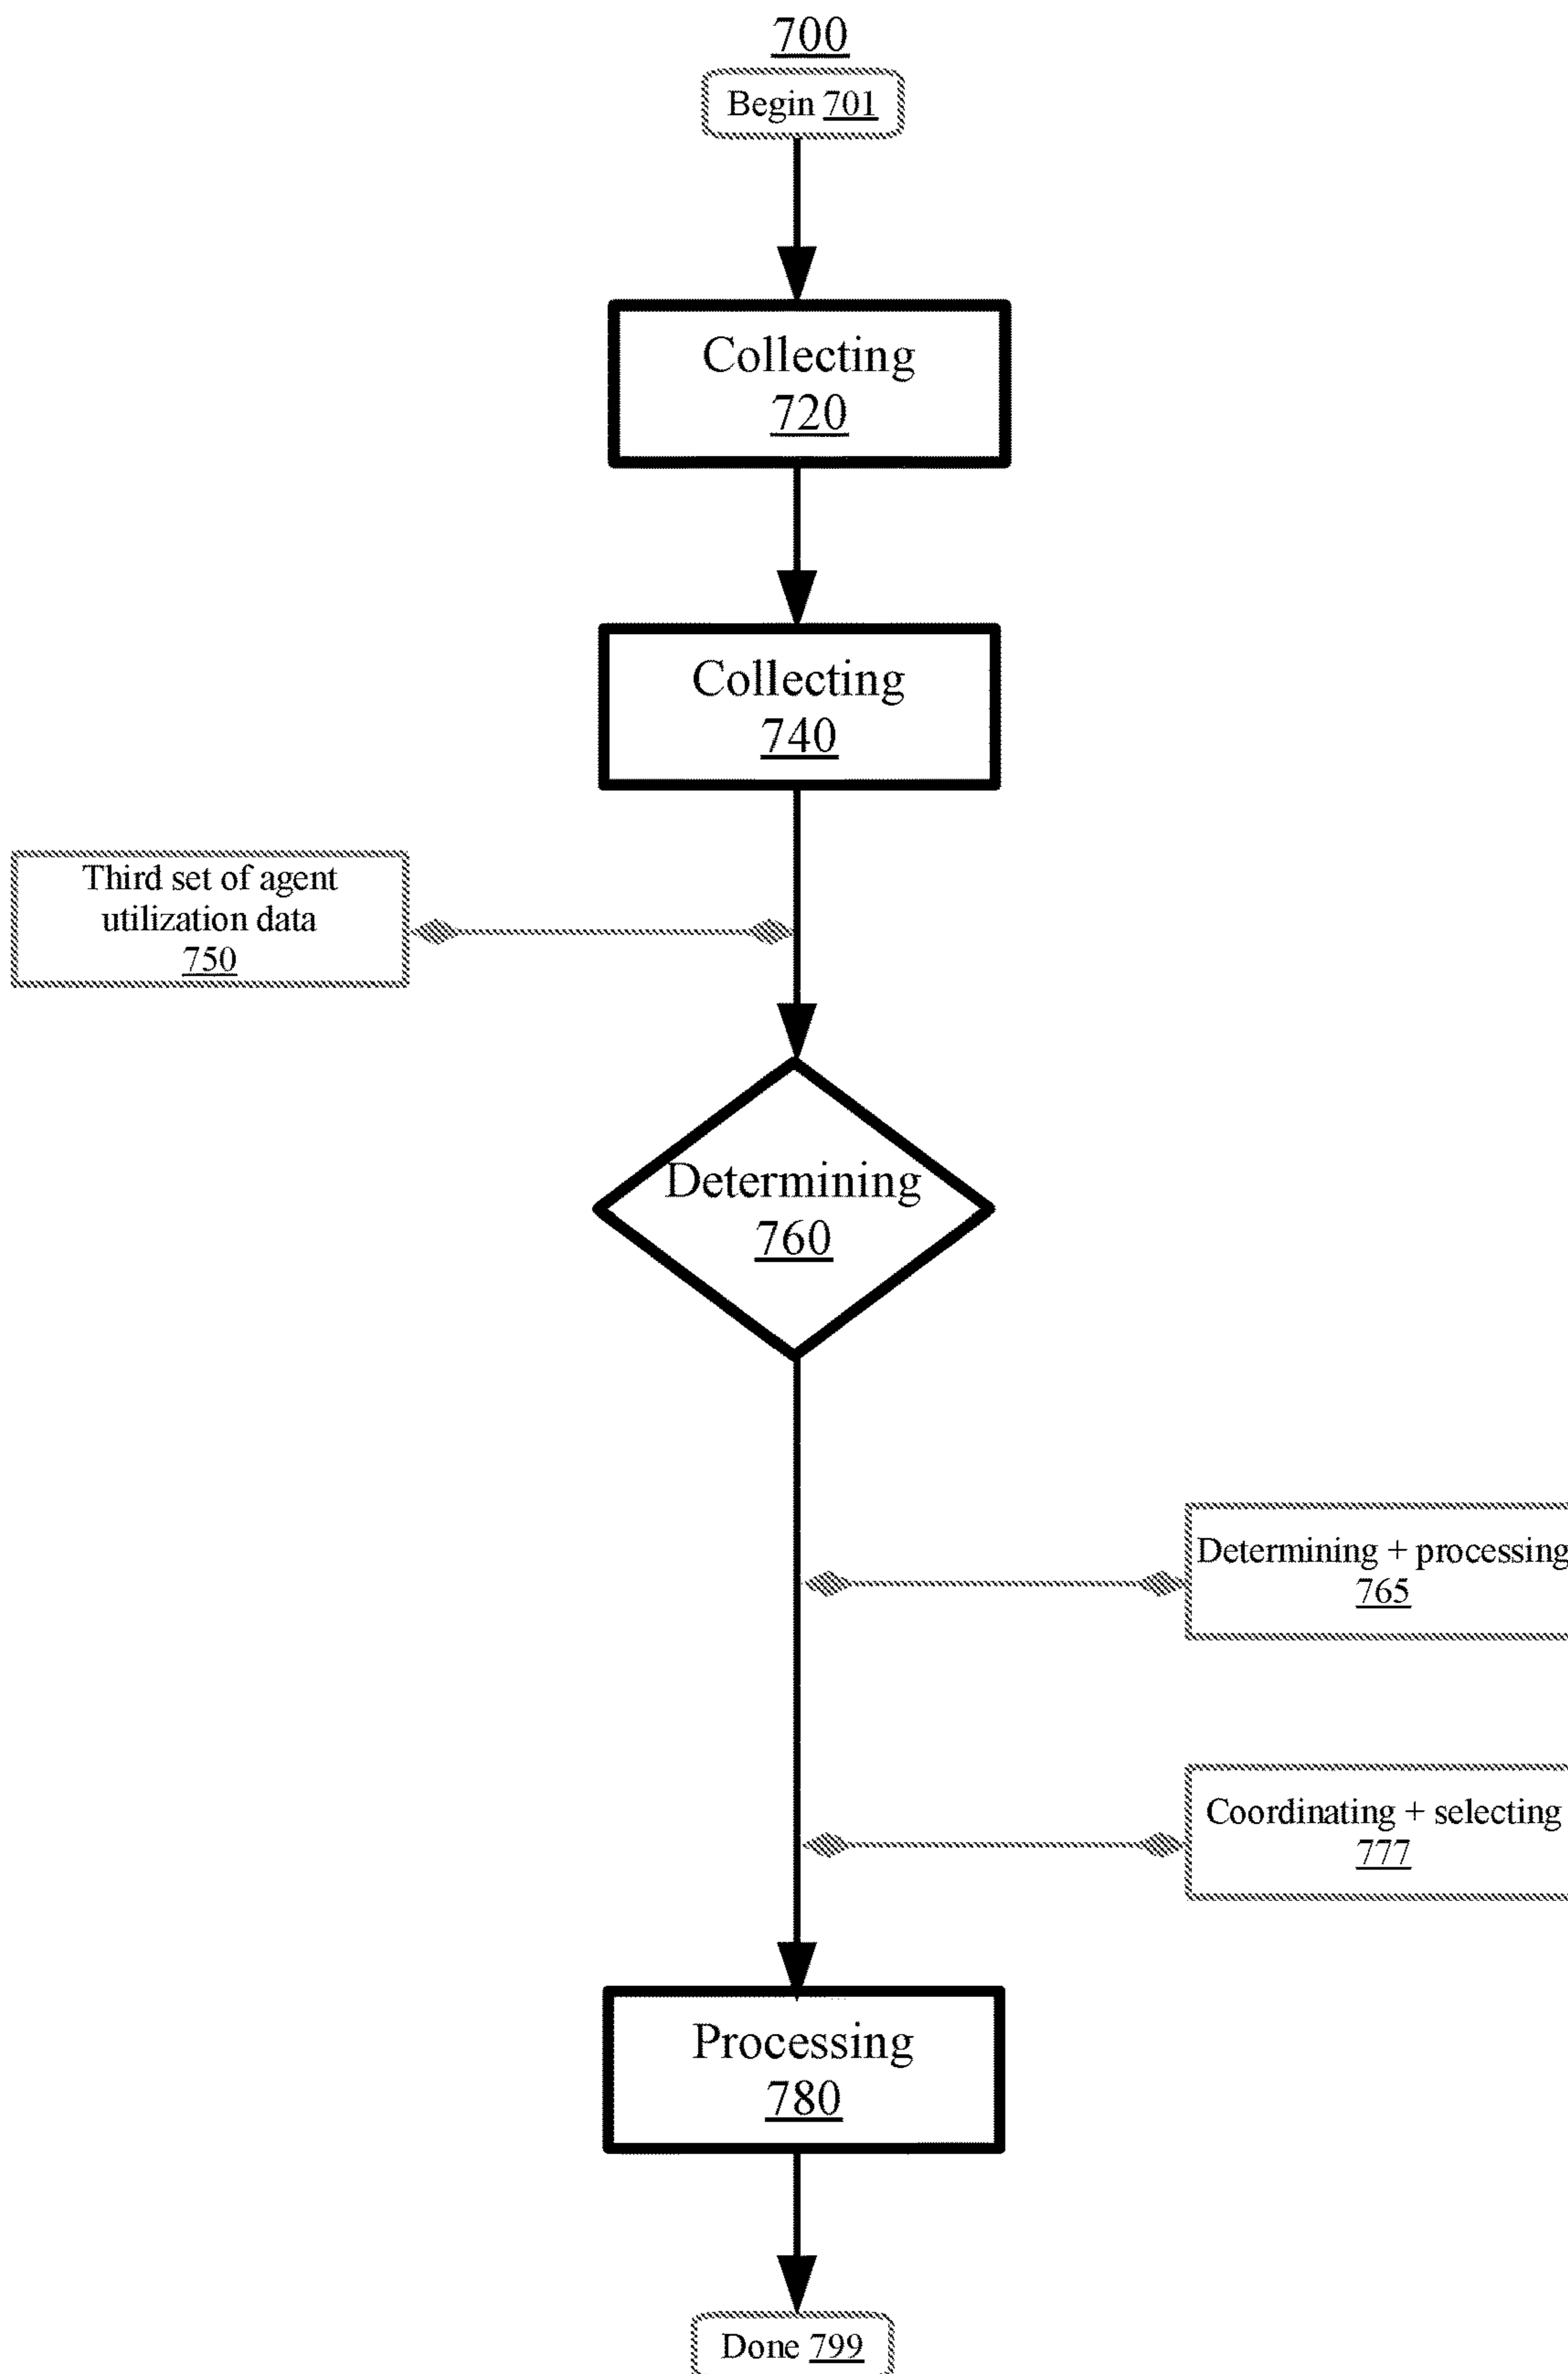 700
Begin 701
Collecting
720
Collecting
740
Third set of agent
utilization data
750
Determining
760
Determining + processing
765
Coordinating + selecting
777
Processing
780
Done 799